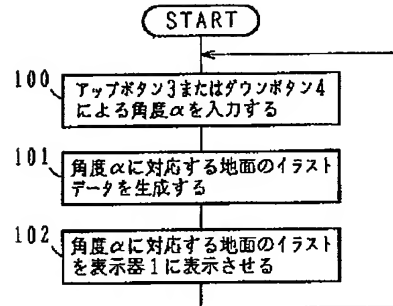 START
100
アップボタン3またはダウンボタン4
による角度αを入力する
101
角度αに対応する地面のイラスト
データを生成する
102
角度αに対応する地面のイラスト
を表示器1に表示させる